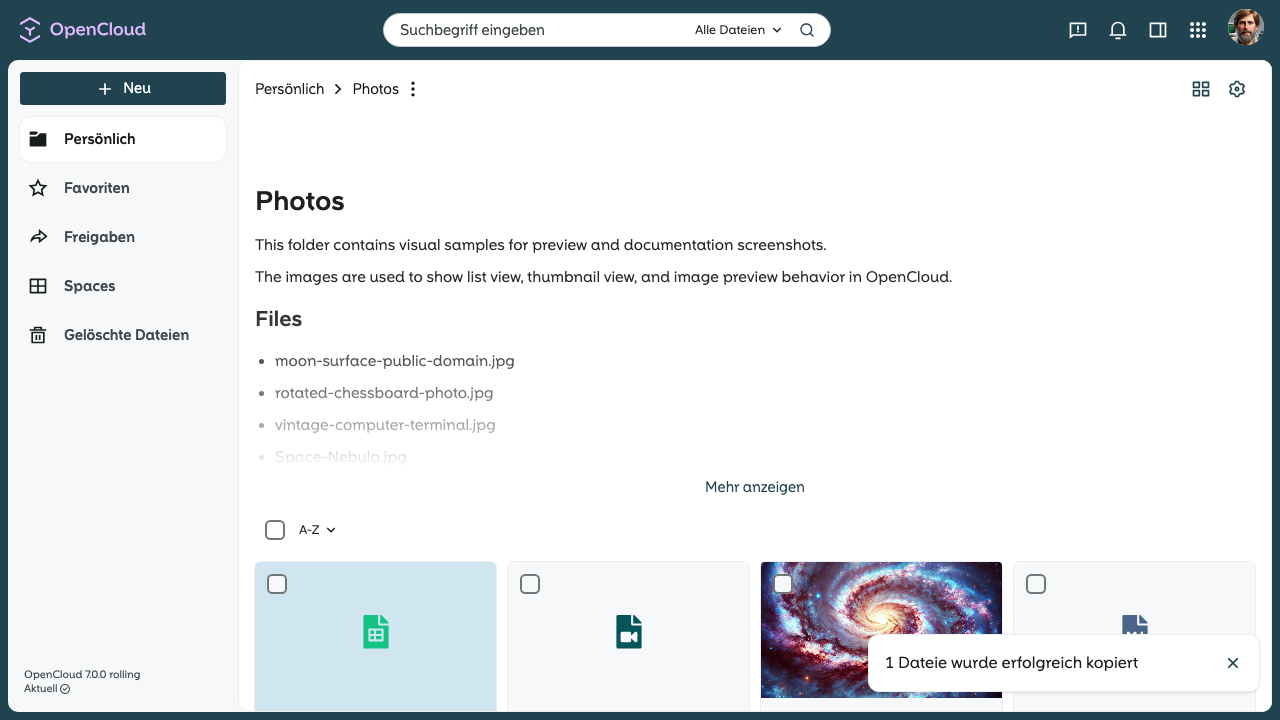 OpenCloud
Suchbegriff eingeben
Alle Dateien
Neu
Persönlich
Photos
Persönlich
Favoriten
Freigaben
Spaces
Gelöschte Dateien
Photos
This folder contains visual samples for preview and documentation screenshots.
The images are used to show list view, thumbnail view, and image preview behavior in OpenCloud.
Files
moon-surface-public-domain.jpg
rotated-chessboard-photo.jpg
vintage-computer-terminal.jpg
Space-Nebula.jpg
Mehr anzeigen
A-Z
1 Dateie wurde erfolgreich kopiert
OpenCloud 7.0.0 rolling
Aktuell